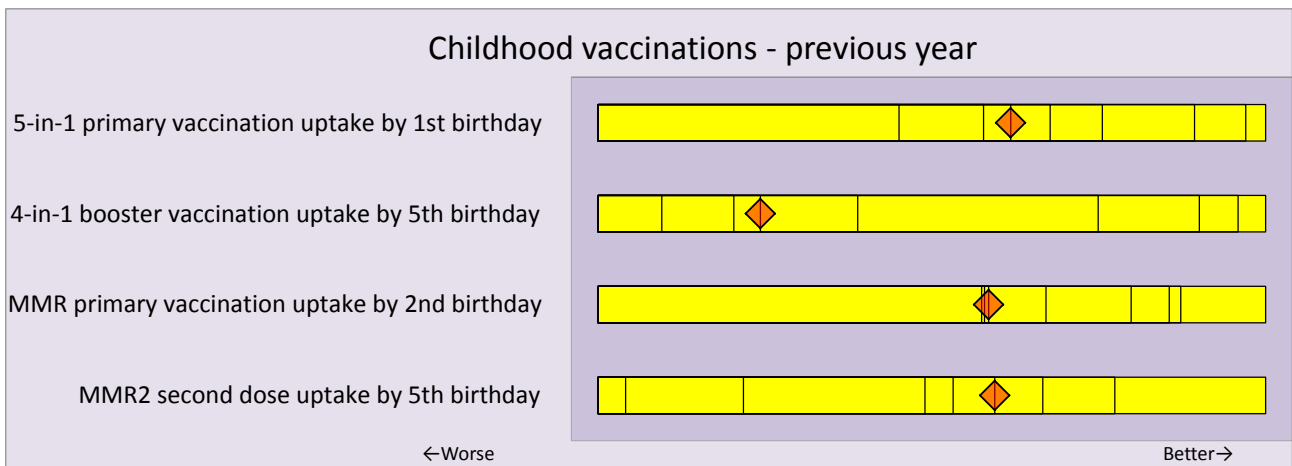 Childhood vaccinations - previous year
5-in-1 primary vaccination uptake by 1st birthday
4-in-1 booster vaccination uptake by 5th birthday
MMR primary vaccination uptake by 2nd birthday
MMR2 second dose uptake by 5th birthday
←Worse
Better→